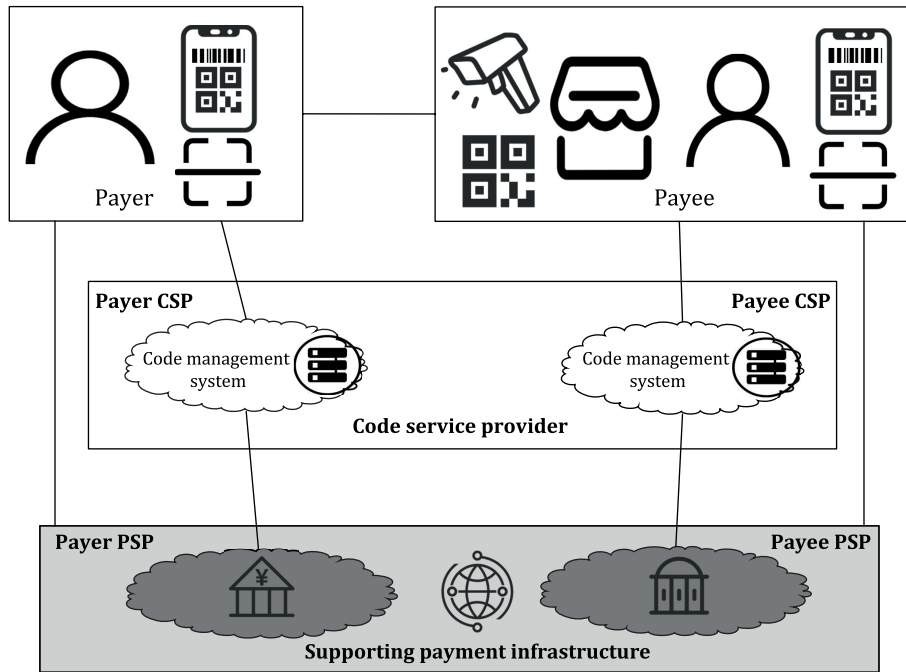 Payer
Payee
Payer CSP
Payee CSP
Code management
system
Code management
system
Code service provider
Payer PSP
Payee PSP
¥
Supporting payment infrastructure